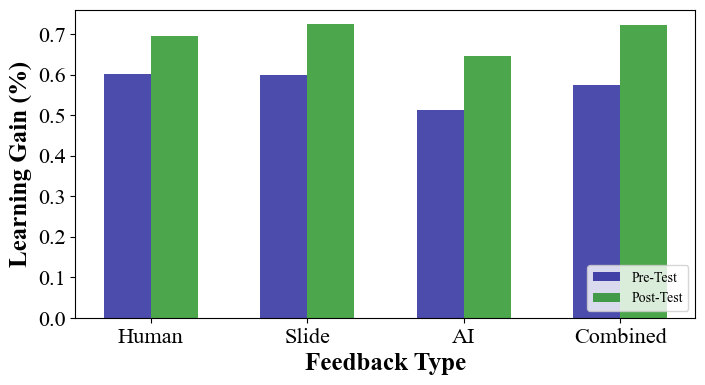 Learning Gain (%)
0.7
0.6
0.5
0.4
0.3
0.2
0.1
0.0
Pre-Test
Post-Test
Human Slide AI Combined
Feedback Type